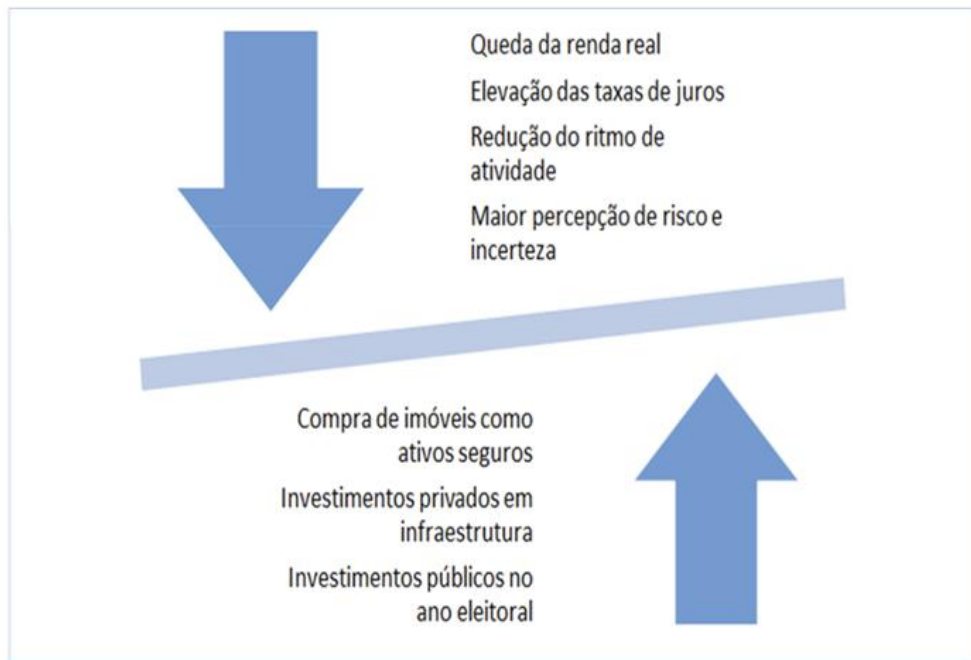 Queda da renda real
Elevação das taxas de juros
Redução do ritmo de
atividade
Maior percepção de risco e
incerteza
Compra de imóveis como
ativos seguros
Investimentos privados em
infraestrutura
Investimentos públicos no
ano eleitoral